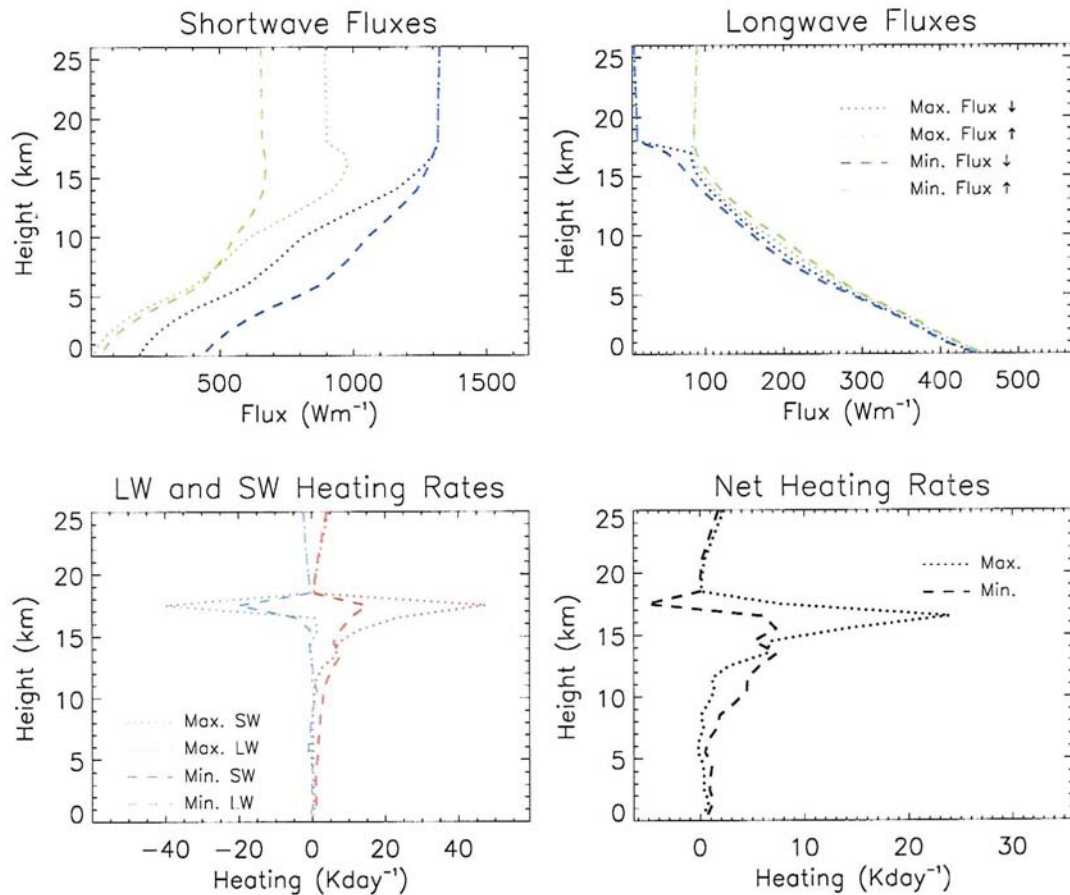 Shortwave Fluxes
25
20
15
10
5
0
Height (km)
500 1000 1500
Flux (Wm⁻¹)
Longwave Fluxes
25
20
15
10
5
0
Height (km)
Max. Flux ↓
Max. Flux ↑
Min. Flux ↓
Min. Flux ↑
100 200 300 400 500
Flux (Wm⁻¹)
LW and SW Heating Rates
25
20
15
10
5
0
Height (km)
Max. SW
Max. LW
Min. SW
Min. LW
−40 −20 0 20 40
Heating (Kday⁻¹)
Net Heating Rates
25
20
15
10
5
0
Height (km)
Max.
Min.
0 10 20 30
Heating (Kday⁻¹)